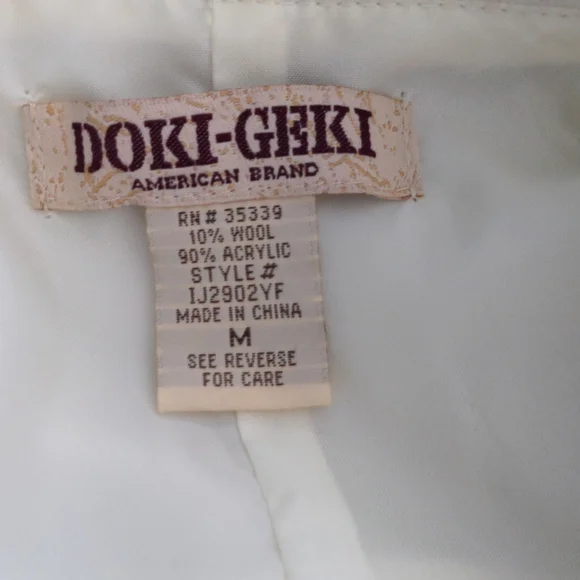 DOKI-GEKI
AMERICAN BRAND
RN# 35339
10% WOOL
90% ACRYLIC
STYLE#
IJ2902YF
MADE IN CHINA
M
SEE REVERSE
FOR CARE